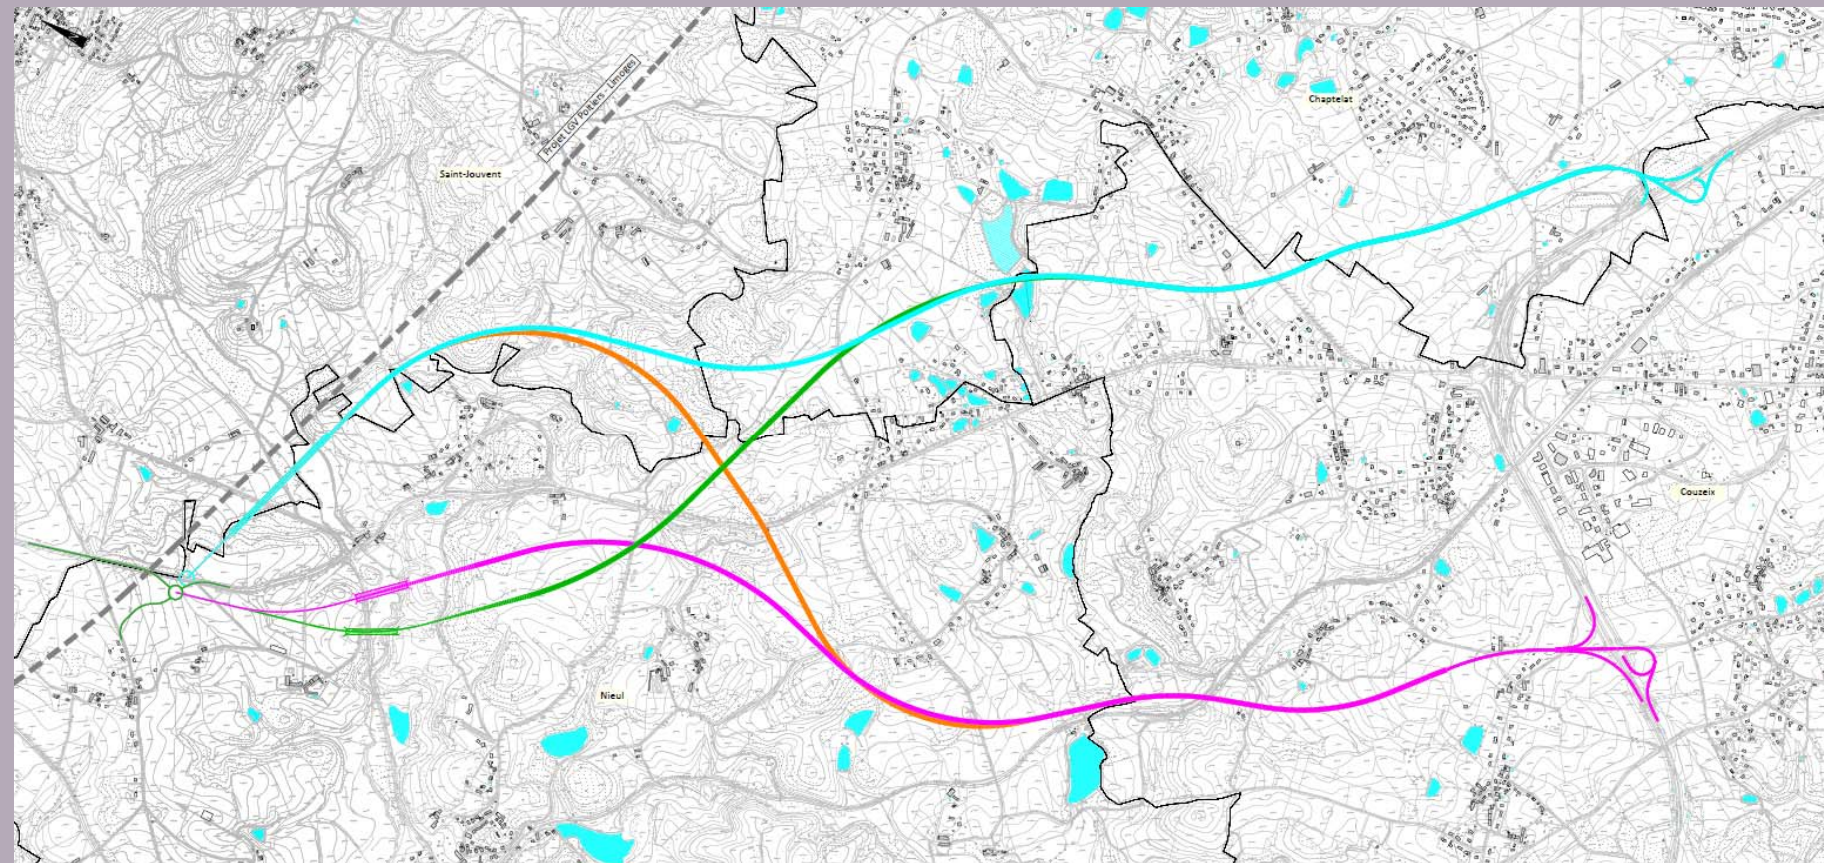 Chaptelat
Projet LGV Poitiers - Limoges
Saint-Jouvent
Couzeix
Nieul